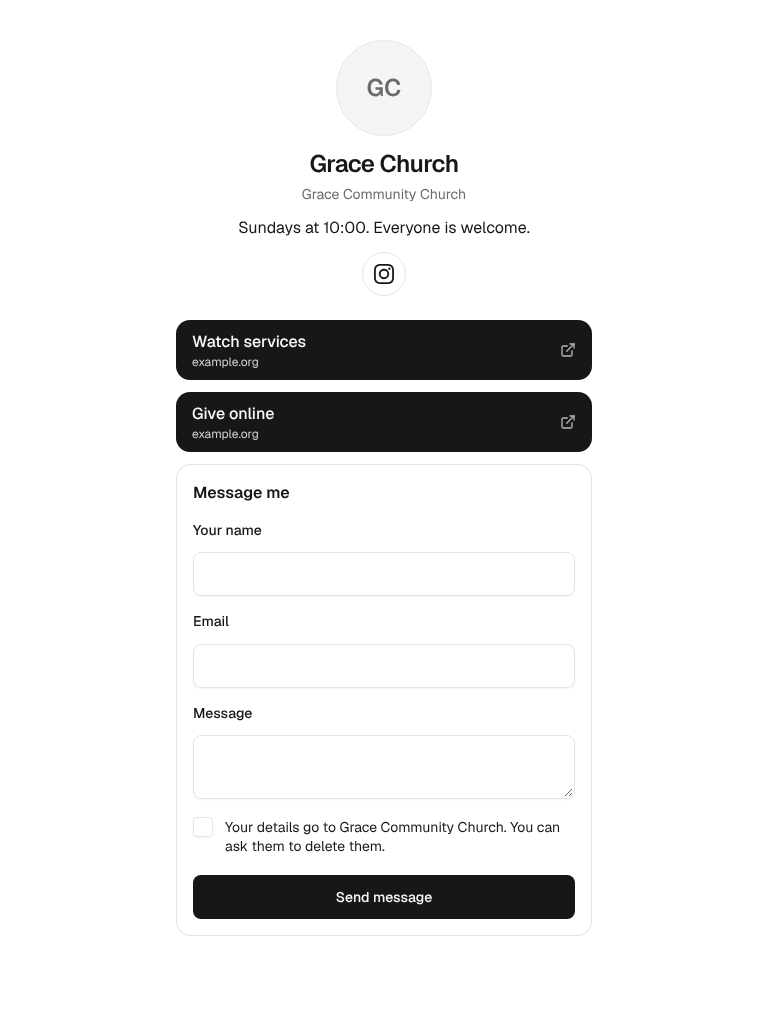 GC
Grace Church
Grace Community Church
Sundays at 10:00. Everyone is welcome.
Watch services
example.org
Give online
example.org
Message me
Your name
Email
Message
Your details go to Grace Community Church. You can
ask them to delete them.
Send message